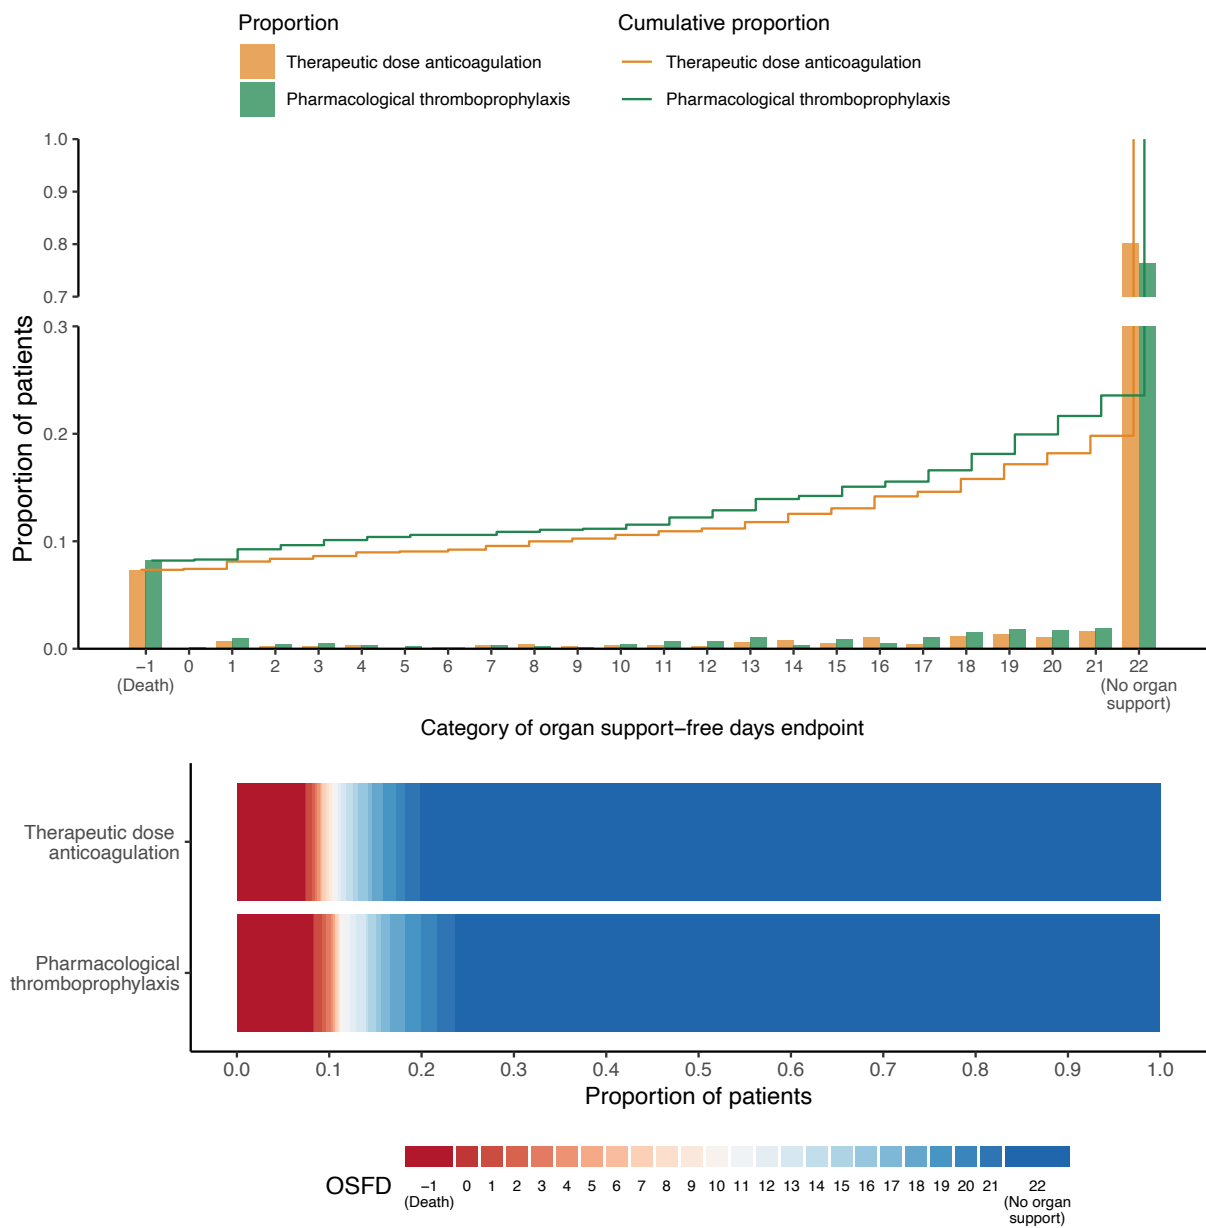 Proportion
Cumulative proportion
Therapeutic dose anticoagulation
Therapeutic dose anticoagulation
Pharmacological thromboprophylaxis
Pharmacological thromboprophylaxis
1.0
0.9
0.8
0.7
0.3
0.2
0.1
0.0
Proportion of patients
−1 0 1 2 3 4 5 6 7 8 9 10 11 12 13 14 15 16 17 18 19 20 21 22
(Death)
(No organ
support)
Category of organ support−free days endpoint
Therapeutic dose
anticoagulation
Pharmacological
thromboprophylaxis
0.0 0.1 0.2 0.3 0.4 0.5 0.6 0.7 0.8 0.9 1.0
Proportion of patients
OSFD
−1 0 1 2 3 4 5 6 7 8 9 10 11 12 13 14 15 16 17 18 19 20 21 22
(Death)
(No organ
support)